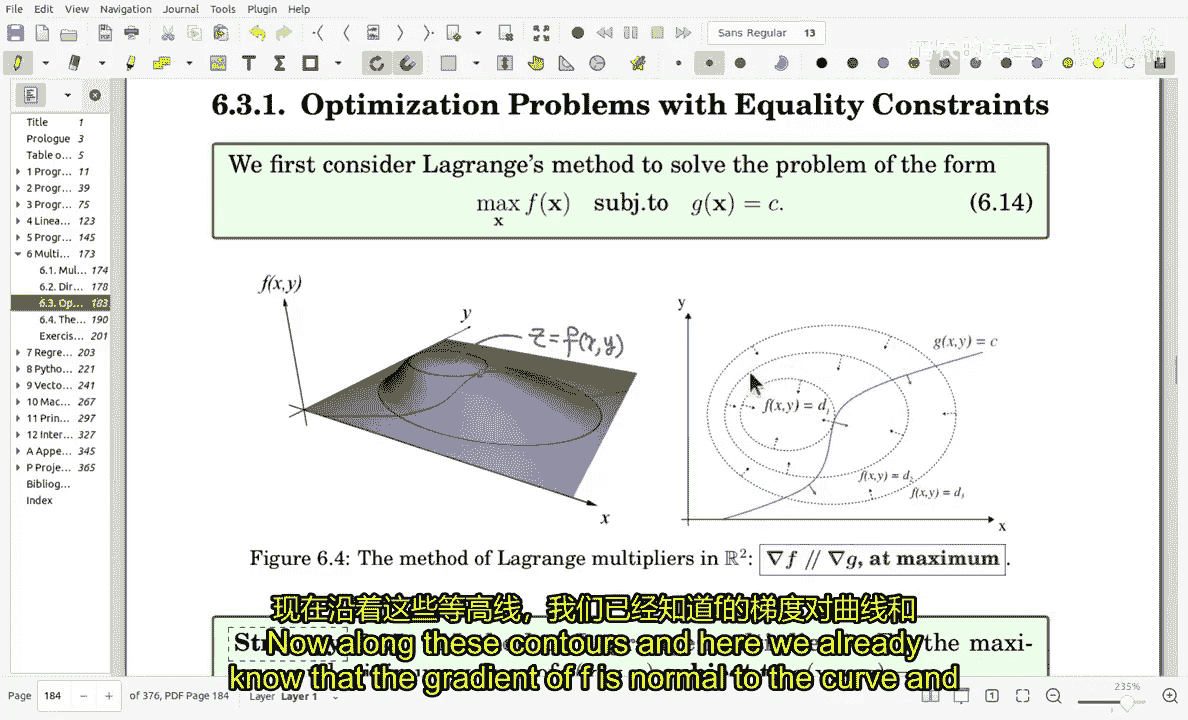 File Edit View Navigation Journal Tools Plugin Help
Sans Regular 13
Title 1
Prologue 3
Table o... 5
1 Progr... 11
2 Progr... 39
3 Progr... 75
4 Linea... 123
5 Progr... 145
6 Multi... 173
6.1. Mul... 174
6.2. Dir... 178
6.3. Op... 183
6.4. The... 190
Exercis... 201
7 Regre... 203
8 Pytho... 221
9 Vecto... 241
10 Mac... 267
11 Prin... 297
12 Inter... 327
A Appe... 345
P Proje... 365
Bibliog...
Index
6.3.1. Optimization Problems with Equality Constraints
We first consider Lagrange's method to solve the problem of the form
max f(x) subj.to g(x) = c. (6.14)
x
f(x,y)
y
z=f(x,y)
x
y
g(x,y) = c
f(x,y) = d₁
f(x,y) = d₂
f(x,y) = d₃
x
Figure 6.4: The method of Lagrange multipliers in ℝ²: ∇f // ∇g, at maximum.
现在沿着这些等高线，我们已经知道f的梯度对曲线和
Now along these contours and here we already
know that the gradient of f is normal to the curve and
Page 184 of 376, PDF Page 184 Layer Layer 1
235%